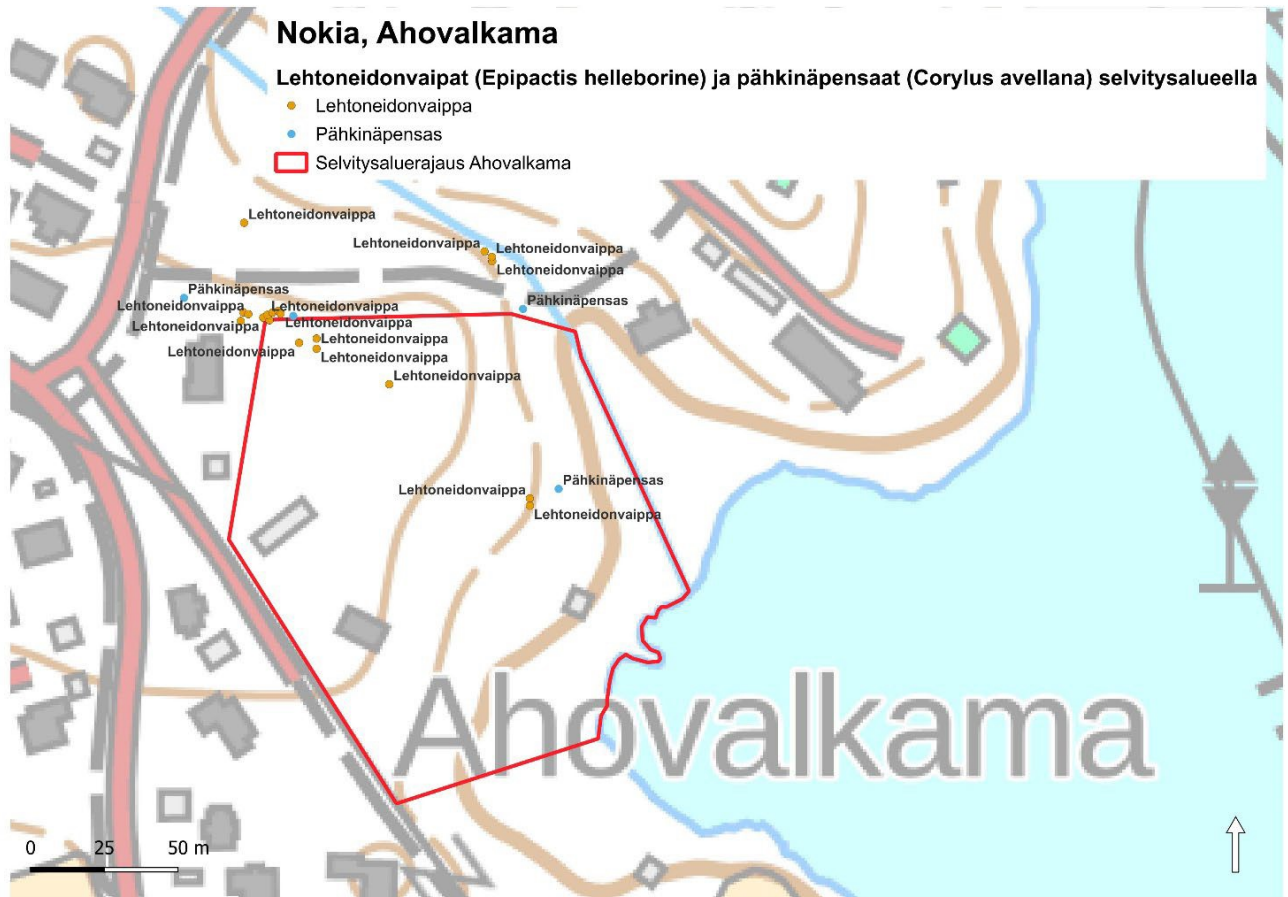 Nokia, Ahovalkama
Lehtoneidonvaipat (Epipactis helleborine) ja pähkinäpensaat (Corylus avellana) selvitysalueella
Lehtoneidonvaippa
Pähkinäpensas
Selvitysaluerajaus Ahovalkama
Lehtoneidonvaippa
Lehtoneidonvaippa
Lehtoneidonvaippa
Lehtoneidonvaippa
Pähkinäpensas
Pähkinäpensas
Lehtoneidonvaippa
Lehtoneidonvaippa
Lehtoneidonvaippa
Lehtoneidonvaippa
Lehtoneidonvaippa
Lehtoneidonvaippa
Lehtoneidonvaippa
Lehtoneidonvaippa
Pähkinäpensas
Lehtoneidonvaippa
Lehtoneidonvaippa
Ahovalkama
0 25 50 m